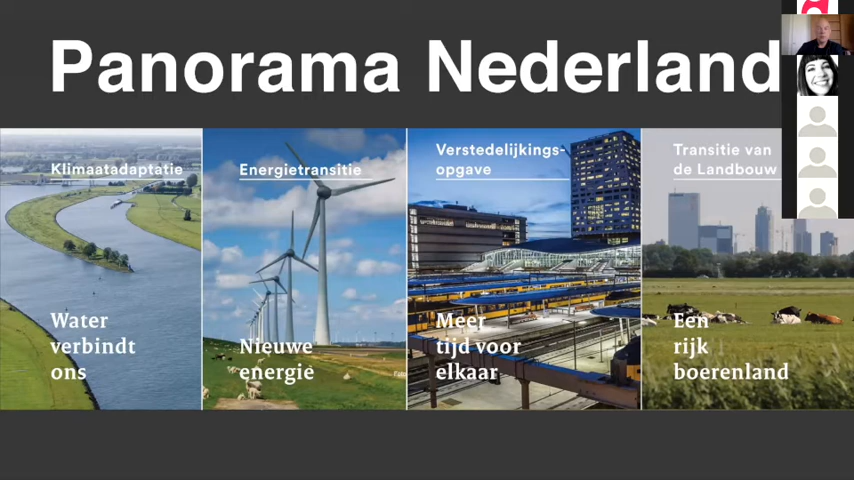 Panorama Nederland
Klimaatadaptatie
Water
verbindt
ons
Energietransitie
Nieuwe
energie
Verstedelijkings-
opgave
Meer
tijd voor
elkaar
Transitie van
de Landbouw
Een
rijk
boerenland